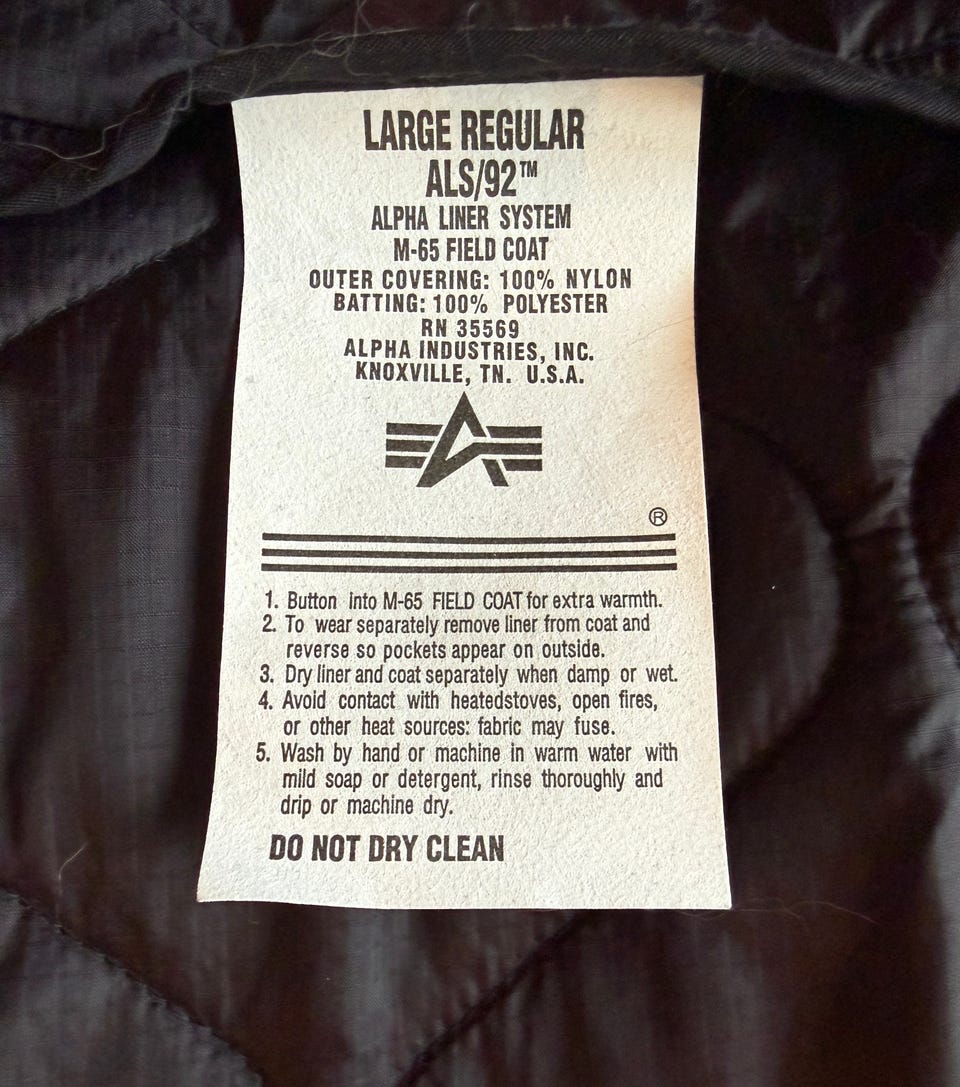 LARGE REGULAR
ALS/92™
ALPHA LINER SYSTEM
M-65 FIELD COAT
OUTER COVERING: 100% NYLON
BATTING: 100% POLYESTER
RN 35569
ALPHA INDUSTRIES, INC.
KNOXVILLE, TN. U.S.A.
®
1. Button into M-65 FIELD COAT for extra warmth.
2. To wear separately remove liner from coat and
reverse so pockets appear on outside.
3. Dry liner and coat separately when damp or wet.
4. Avoid contact with heatedstoves, open fires,
or other heat sources: fabric may fuse.
5. Wash by hand or machine in warm water with
mild soap or detergent, rinse thoroughly and
drip or machine dry.
DO NOT DRY CLEAN